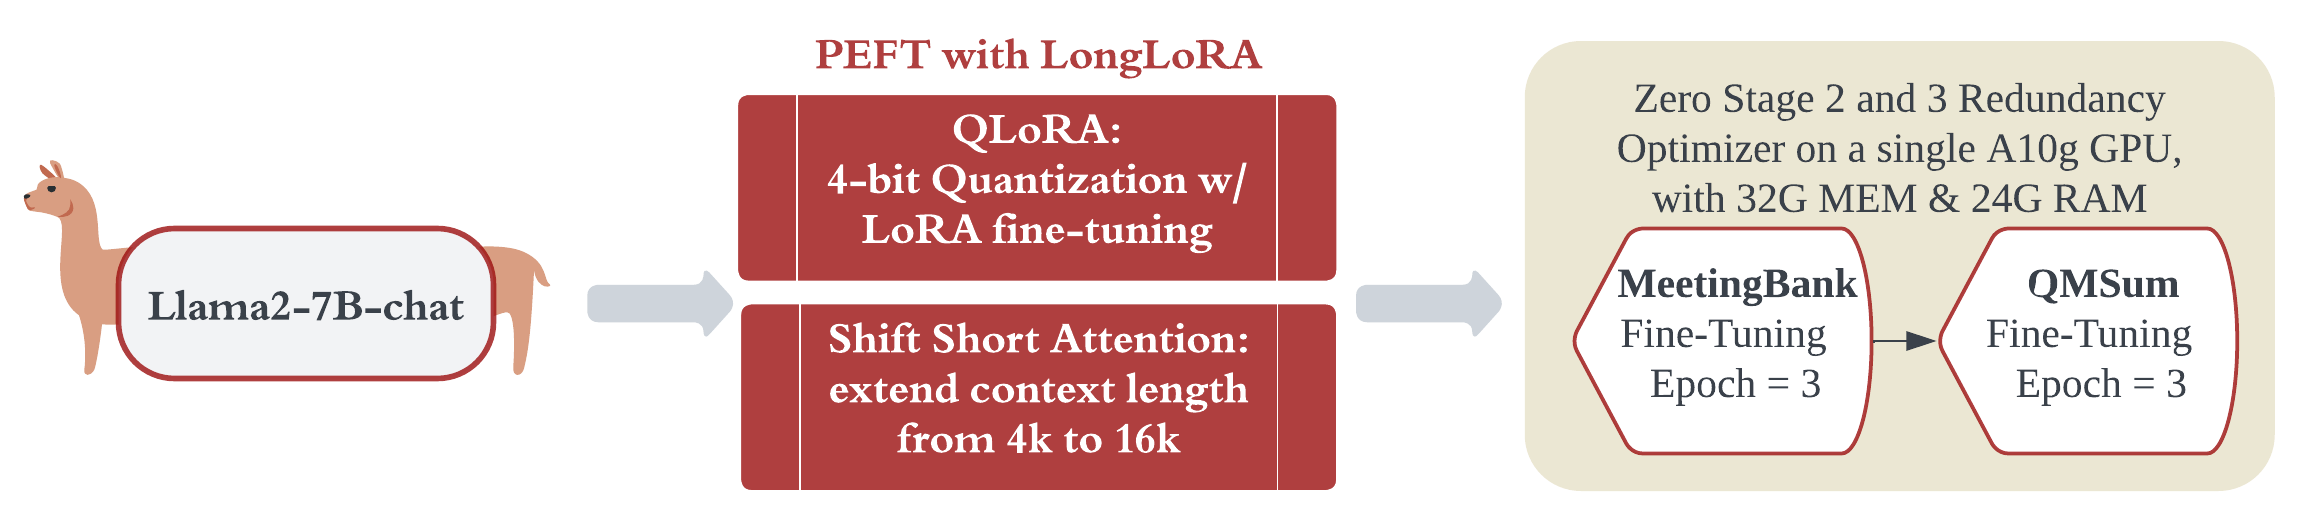 Llama2-7B-chat
PEFT with LongLoRA
QLoRA:
4-bit Quantization w/
LoRA fine-tuning
Shift Short Attention:
extend context length
from 4k to 16k
Zero Stage 2 and 3 Redundancy
Optimizer on a single A10g GPU,
with 32G MEM & 24G RAM
MeetingBank
Fine-Tuning
Epoch = 3
QMSum
Fine-Tuning
Epoch = 3